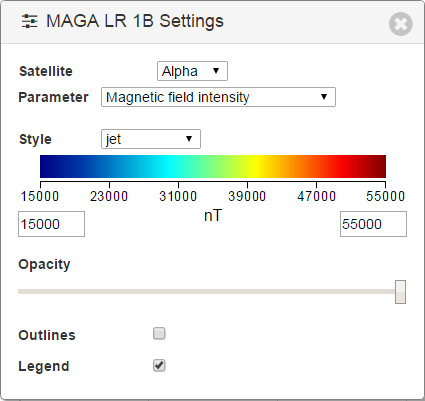 MAGA LR 1B Settings
Satellite Alpha
Parameter Magnetic field intensity
Style jet
15000 23000 31000 39000 47000 55000
nT
15000 55000
Opacity
Outlines
Legend